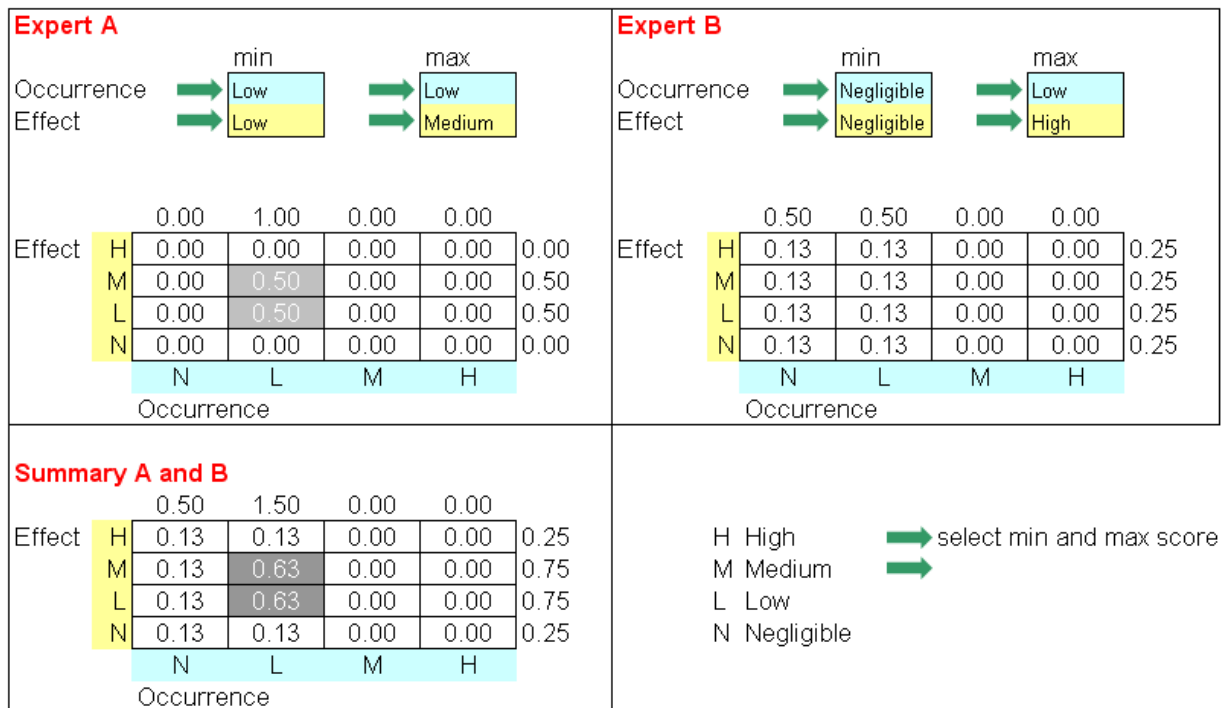 Expert A
min max
Occurrence Low Low
Effect Low Medium
0.00 1.00 0.00 0.00
Effect H 0.00 0.00 0.00 0.00 0.00
M 0.00 0.50 0.00 0.00 0.50
L 0.00 0.50 0.00 0.00 0.50
N 0.00 0.00 0.00 0.00 0.00
N L M H
Occurrence
Expert B
min max
Occurrence Negligible Low
Effect Negligible High
0.50 0.50 0.00 0.00
Effect H 0.13 0.13 0.00 0.00 0.25
M 0.13 0.13 0.00 0.00 0.25
L 0.13 0.13 0.00 0.00 0.25
N 0.13 0.13 0.00 0.00 0.25
N L M H
Occurrence
Summary A and B
0.50 1.50 0.00 0.00
Effect H 0.13 0.13 0.00 0.00 0.25
M 0.13 0.63 0.00 0.00 0.75
L 0.13 0.63 0.00 0.00 0.75
N 0.13 0.13 0.00 0.00 0.25
N L M H
Occurrence
H High select min and max score
M Medium
L Low
N Negligible